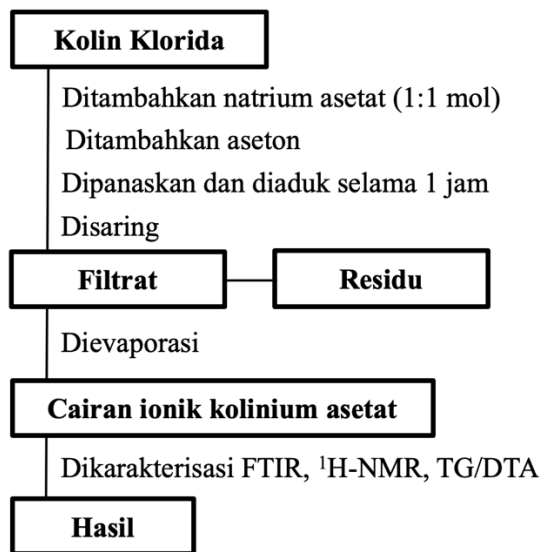 Kolin Klorida
Ditambahkan natrium asetat (1:1 mol)
Ditambahkan aseton
Dipanaskan dan diaduk selama 1 jam
Disaring
Filtrat
Residu
Dievaporasi
Cairan ionik kolinium asetat
Dikarakterisasi FTIR, ¹H-NMR, TG/DTA
Hasil